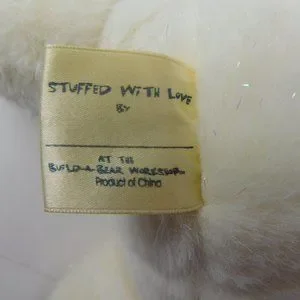 STUFFED WITH LOVE
BY
AT THE
BUILD-A-BEAR WORKSHOP
Product of China